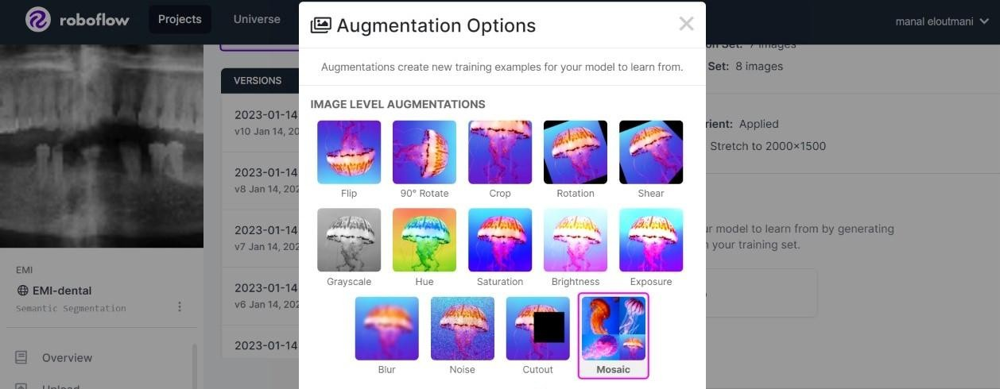 roboflow
Projects
Universe
manal eloutmani
Augmentation Options
Augmentations create new training examples for your model to learn from.
IMAGE LEVEL AUGMENTATIONS
Flip
90° Rotate
Crop
Rotation
Shear
Grayscale
Hue
Saturation
Brightness
Exposure
Blur
Noise
Cutout
Mosaic
VERSIONS
2023-01-14
v10 Jan 14, 202
2023-01-14
v8 Jan 14, 202
2023-01-14
v7 Jan 14, 202
2023-01-14
v6 Jan 14, 202
2023-01-14
EMI
EMI-dental
Semantic Segmentation
Overview
Set: 7 images
Set: 8 images
rient: Applied
Stretch to 2000×1500
ur model to learn from by generating
your training set.